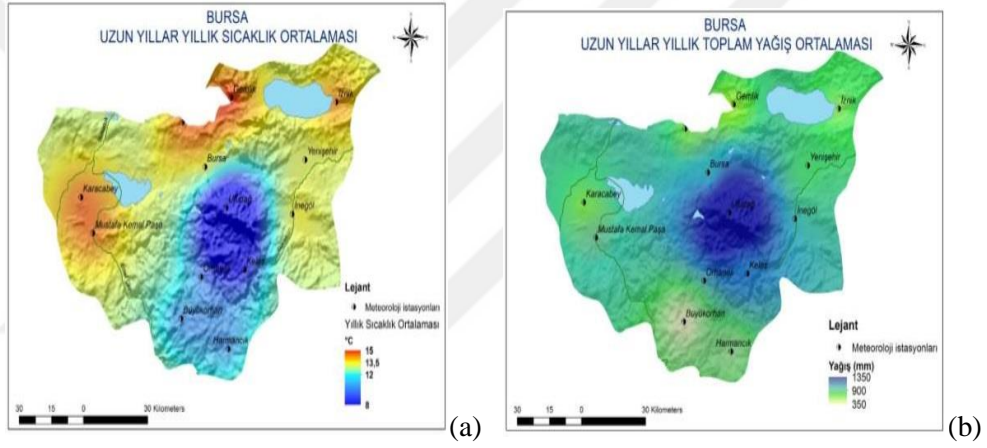 BURSA
UZUN YILLAR YILLIK SICAKLIK ORTALAMASI
Gemlik
İznik
Bursa
Yenişehir
Karacabey
Uludağ
İnegöl
Mustafa Kemal Paşa
Keles
Büyükorhan
Harmancık
Lejant
Meteoroloji istasyonları
Yıllık Sıcaklık Ortalaması
°C
15
13,5
12
8
30 15 0 30 Kilometers
(a)
BURSA
UZUN YILLAR YILLIK TOPLAM YAĞIŞ ORTALAMASI
Gemlik
İznik
Bursa
Yenişehir
Karacabey
Uludağ
İnegöl
Mustafa Kemal Paşa
Orhaneli
Keles
Büyükorhan
Harmancık
Lejant
Meteoroloji istasyonları
Yağış (mm)
1350
900
350
30 15 0 30 Kilometers
(b)